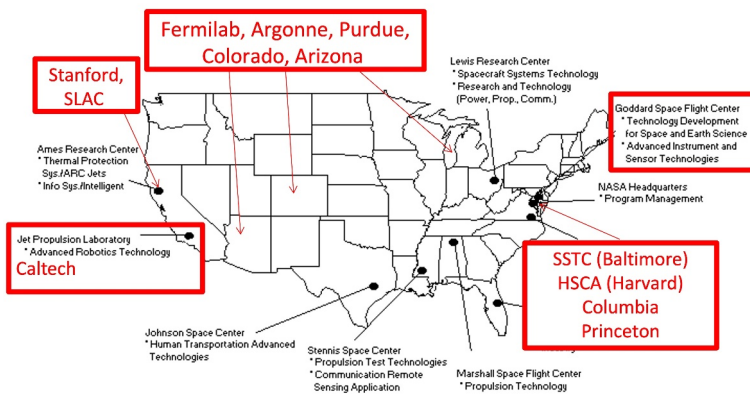 Fermilab, Argonne, Purdue,
Colorado, Arizona
Stanford,
SLAC
Lewis Research Center
* Spacecraft Systems Technology
* Research and Technology
(Power, Prop., Comm.)
Goddard Space Flight Center
* Technology Development
for Space and Earth Science
* Advanced Instrument and
Sensor Technologies
Ames Research Center
* Thermal Protection
Sys./ARC Jets
* Info Sys./Intelligent
NASA Headquarters
* Program Management
Jet Propulsion Laboratory
* Advanced Robotics Technology
Caltech
SSTC (Baltimore)
HSCA (Harvard)
Columbia
Princeton
Johnson Space Center
* Human Transportation Advanced
Technologies
Stennis Space Center
* Propulsion Test Technologies
* Communication Remote
Sensing Application
Marshall Space Flight Center
* Propulsion Technology